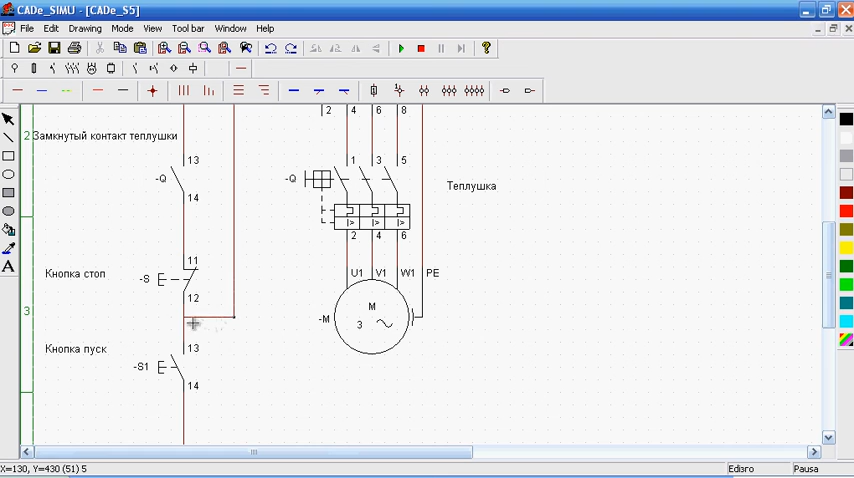 CADe_SIMU - [CADe_S5]
File Edit Drawing Mode View Tool bar Window Help
A
2 Замкнутый контакт теплушки
2 4 6 8
13
-Q
14
-Q
1 3 5
Теплушка
I> I> I>
2 4 6
11
Кнопка стоп
-S
12
U1 V1 W1 PE
3
-M
M
3
Кнопка пуск
13
-S1
14
X=130, Y=430 (51) 5
Edisro
Pausa